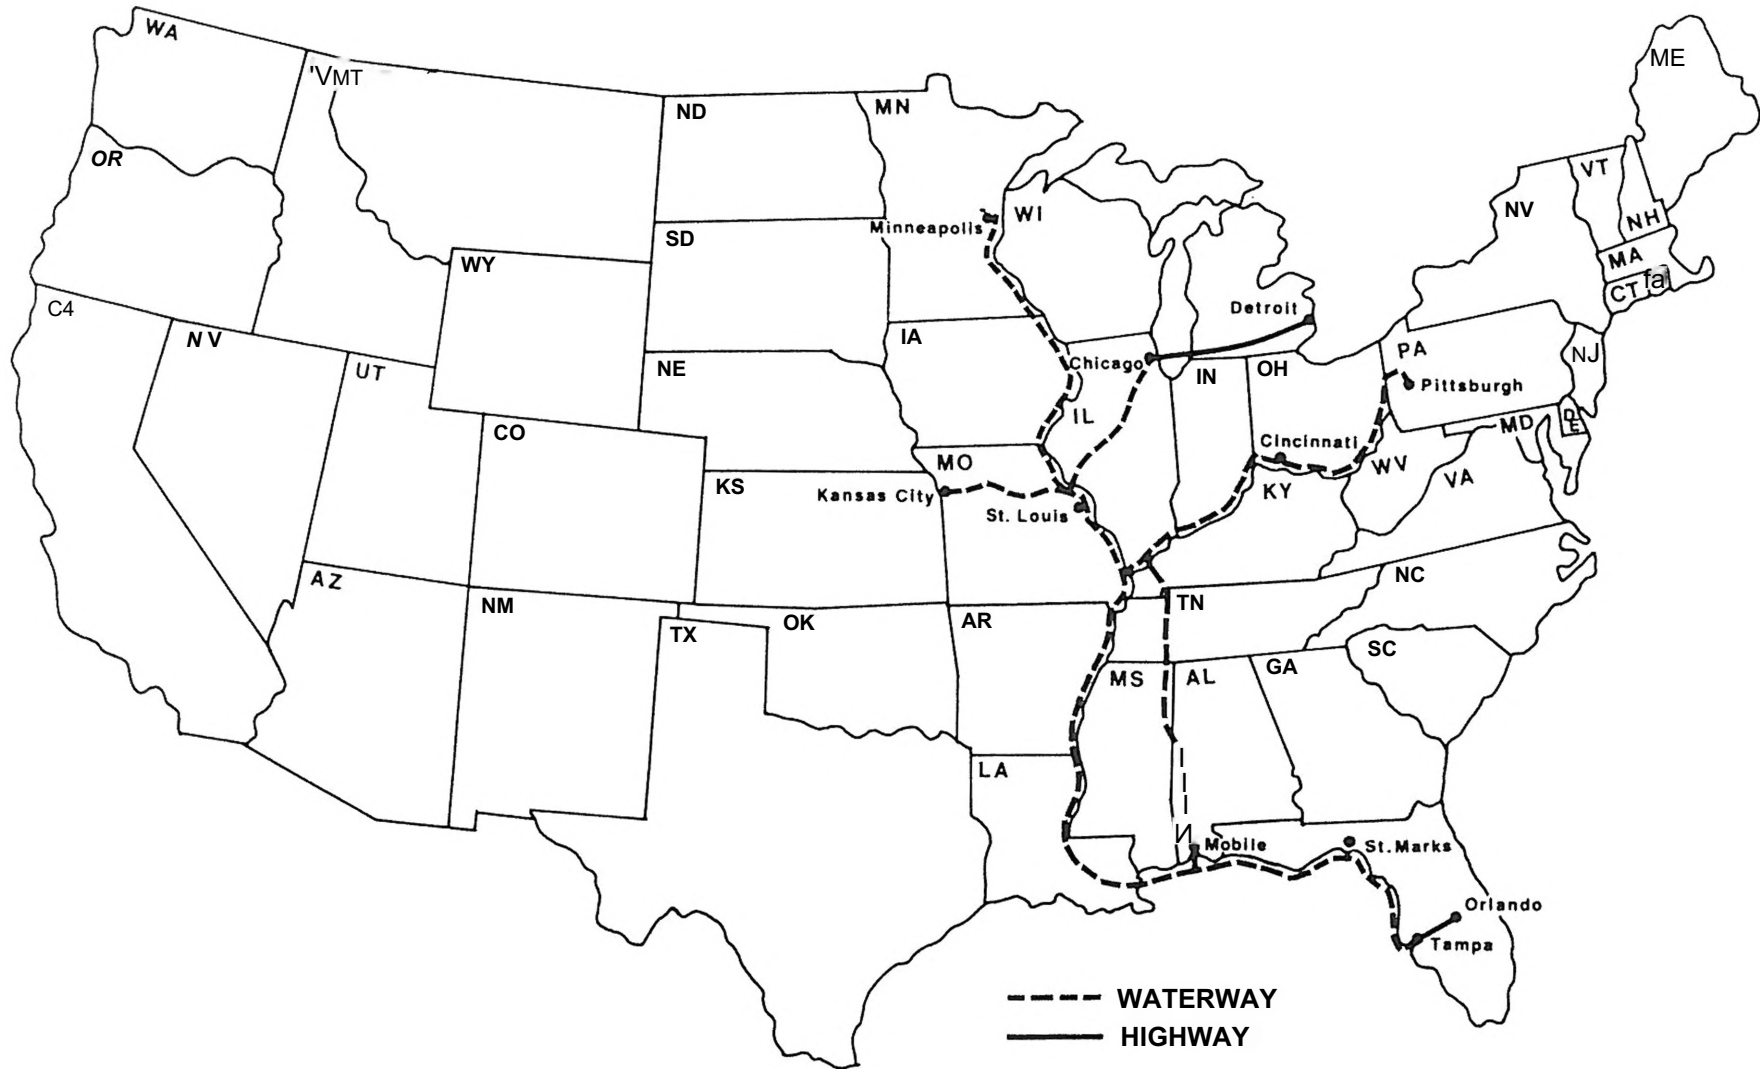 WA
'VMT
ME
ND
MN
OR
VT
WI
NV
NH
Minneapolis
SD
MA
WY
CT fai
C4
Detroit
IA
NV
PA
NJ
Chicago
UT
NE
IN
OH
Pittsburgh
IL
DE
MD
CO
Cincinnati
MO
WV
VA
KS
KY
Kansas City
St. Louis
AZ
NC
NM
TN
TX
OK
AR
SC
GA
MS
AL
LA
И
Mobile
St. Marks
Orlando
Tampa
WATERWAY
HIGHWAY